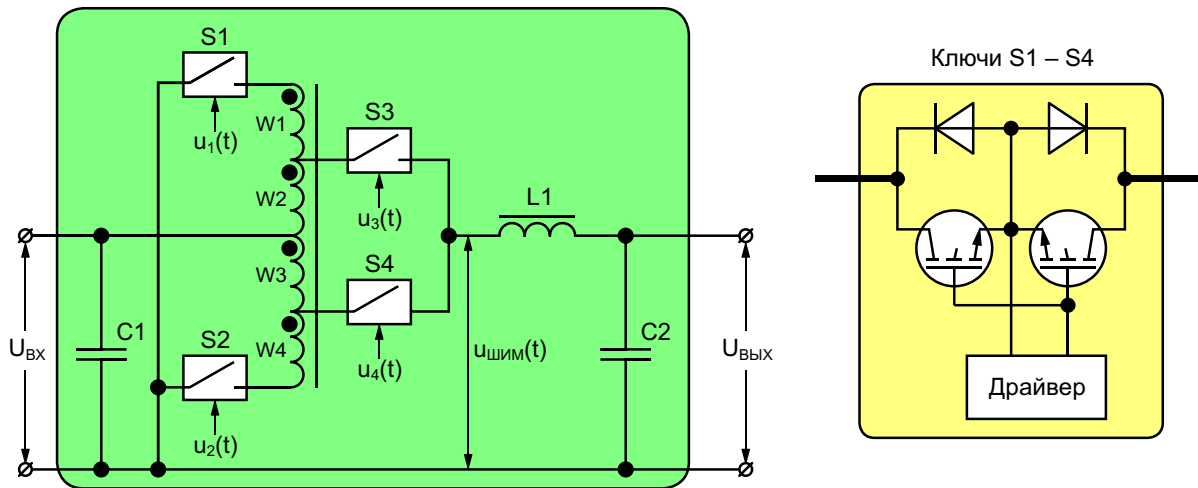 S1
u1(t)
W1
W2
W3
W4
S3
u3(t)
S4
u4(t)
S2
u2(t)
L1
C1
C2
UВХ
uШИМ(t)
UВЫХ
Ключи S1 – S4
Драйвер